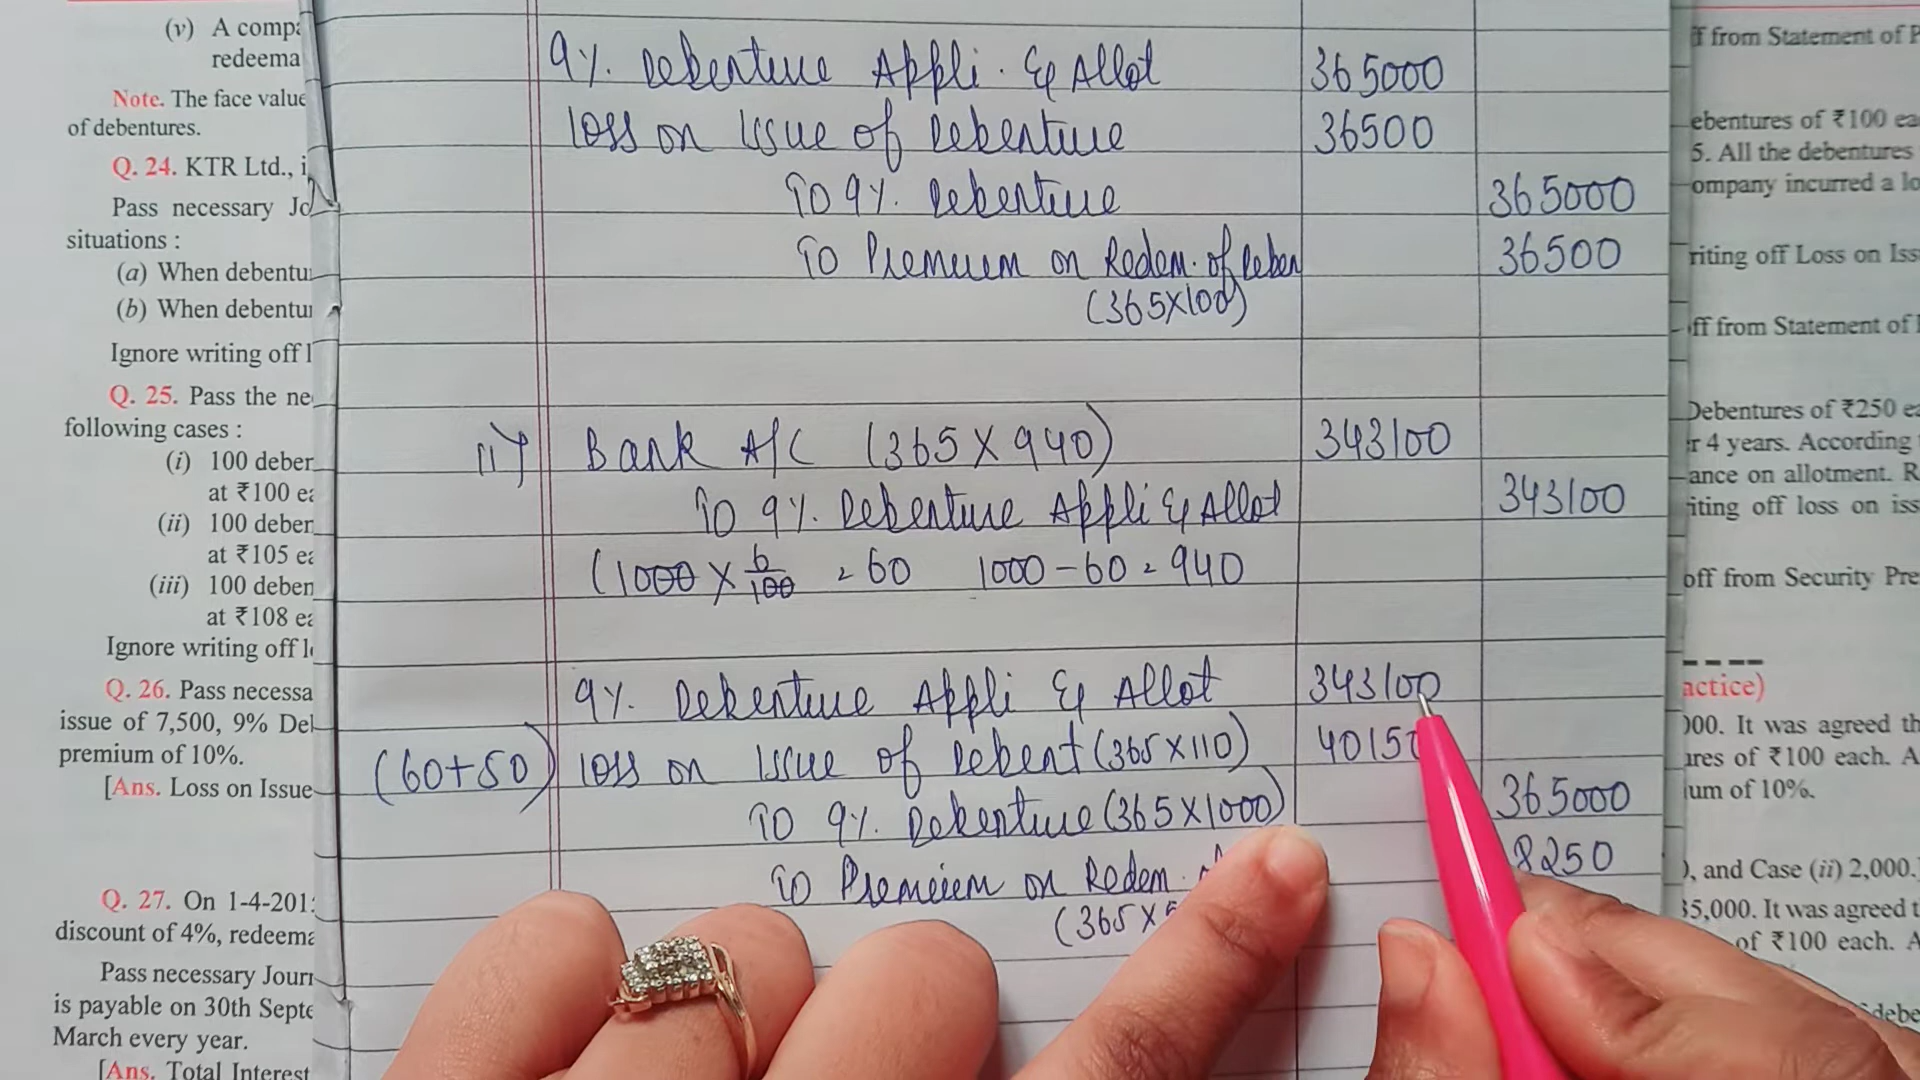 (v) A comp
redeema
Note. The face value
of debentures.
Q. 24. KTR Ltd., i
Pass necessary Jo
situations :
(a) When debentu
(b) When debentur
Ignore writing off l
Q. 25. Pass the ne
following cases :
(i) 100 deber
at ₹100 ea
(ii) 100 deben
at ₹105 ea
(iii) 100 deben
at ₹108 ea
Ignore writing off l
Q. 26. Pass necessa
issue of 7,500, 9% Del
premium of 10%.
[Ans. Loss on Issue
Q. 27. On 1-4-201
discount of 4%, redeema
Pass necessary Journ
is payable on 30th Septe
March every year.
[Ans. Total Interest
9%. Debenture Appli. & Allot 365000
loss on Issue of Debenture 36500
To 9%. Debenture 365000
To Premium on Redem. of Deben 36500
(365×100)
ii) Bank A/C (365 × 940) 343100
To 9%. Debenture Appli & Allot 343100
(1000 × 6/100 = 60 1000 - 60 = 940
9%. Debenture Appli & Allot 343100
(60+50) loss on Issue of Debent (365×110) 40150
To 9%. Debenture (365×1000) 365000
To Premium on Redem. 8250
(365×5
ff from Statement of P
ebentures of ₹100 ea
5. All the debentures
ompany incurred a lo
riting off Loss on Iss
ff from Statement of
Debentures of ₹250 ea
r 4 years. According
ance on allotment. R
iting off loss on iss
off from Security Pre
actice)
000. It was agreed th
ures of ₹100 each. A
um of 10%.
), and Case (ii) 2,000.
35,000. It was agreed t
of ₹100 each. A
debe